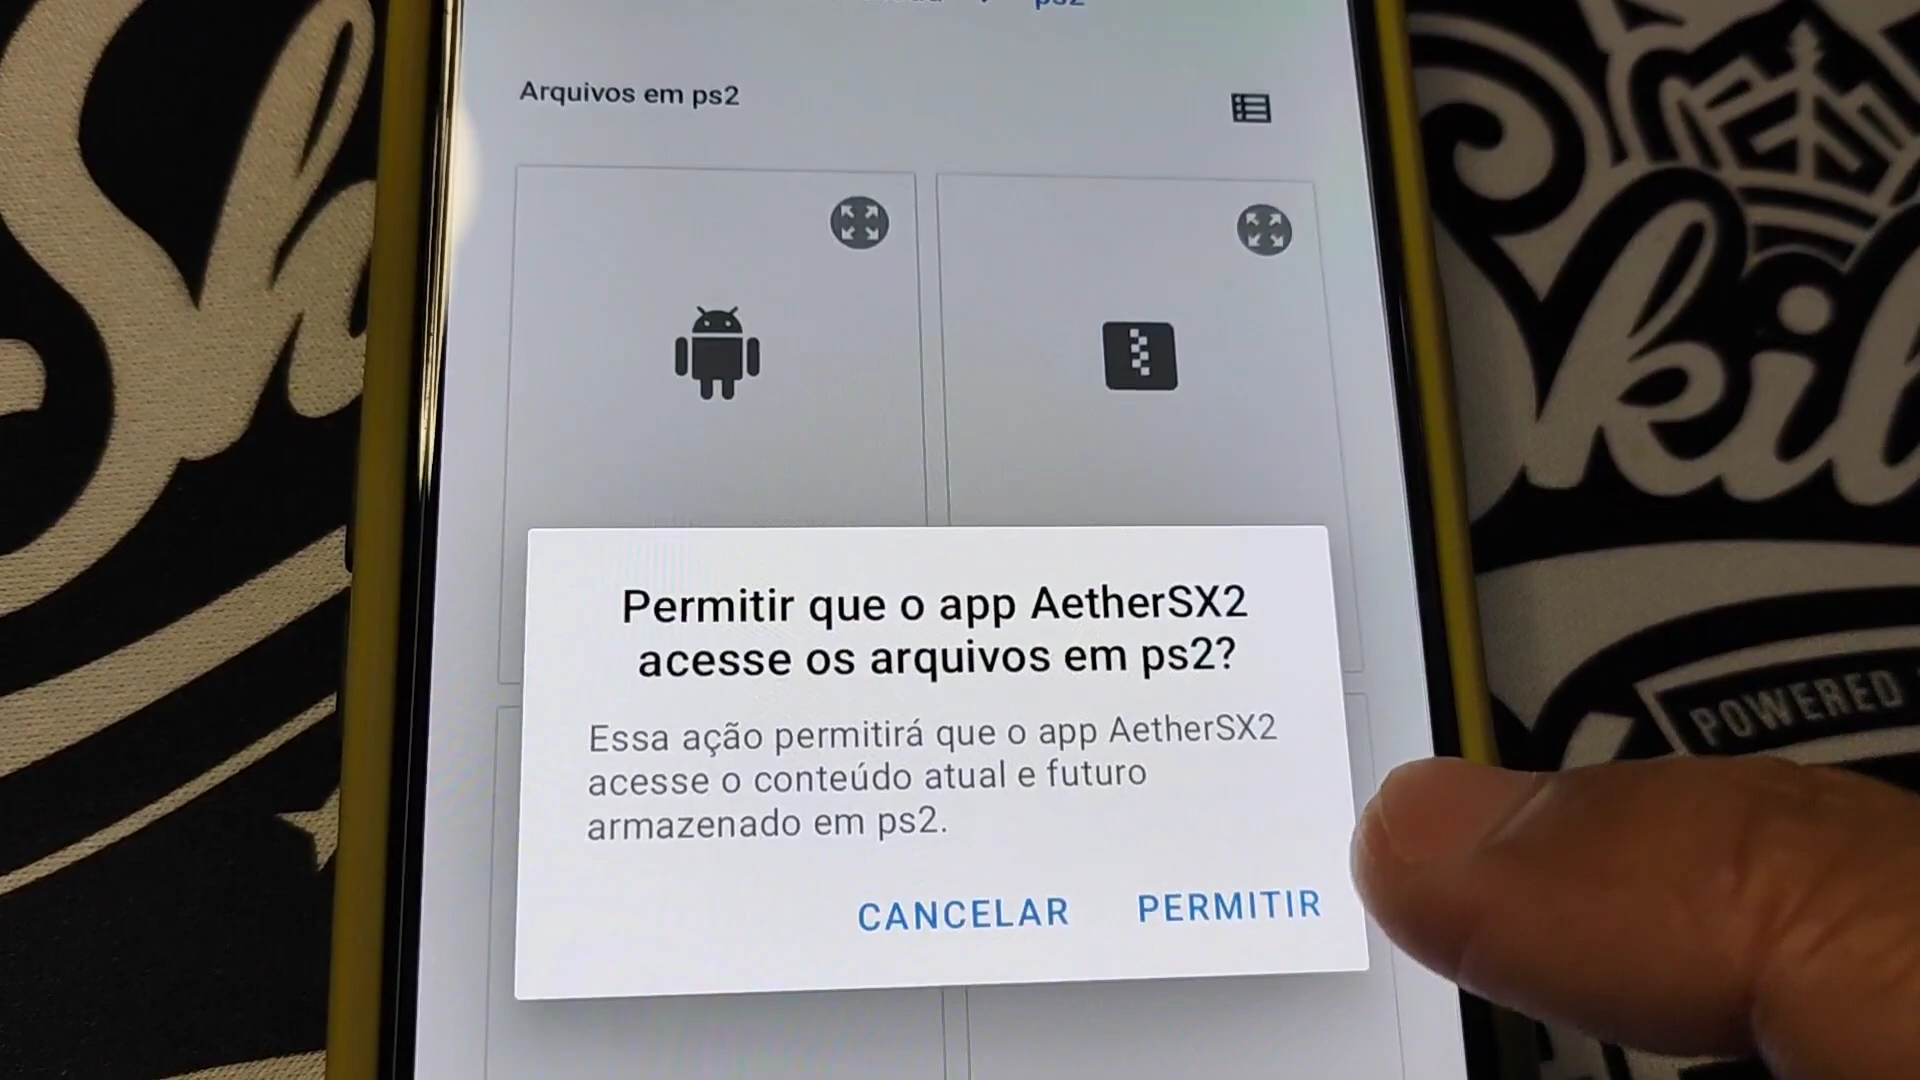 ps2
Arquivos em ps2
Permitir que o app AetherSX2
acesse os arquivos em ps2?
Essa ação permitirá que o app AetherSX2
acesse o conteúdo atual e futuro
armazenado em ps2.
CANCELAR PERMITIR
POWERED